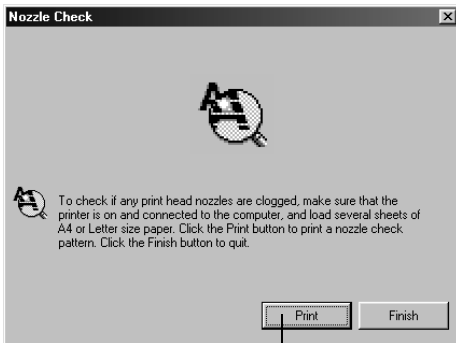 Nozzle Check
To check if any print head nozzles are clogged, make sure that the
printer is on and connected to the computer, and load several sheets of
A4 or Letter size paper. Click the Print button to print a nozzle check
pattern. Click the Finish button to quit.
Print Finish